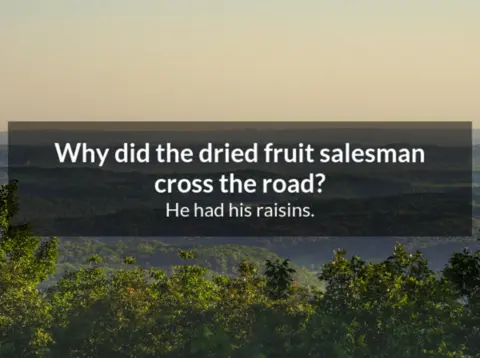 Why did the dried fruit salesman
cross the road?
He had his raisins.